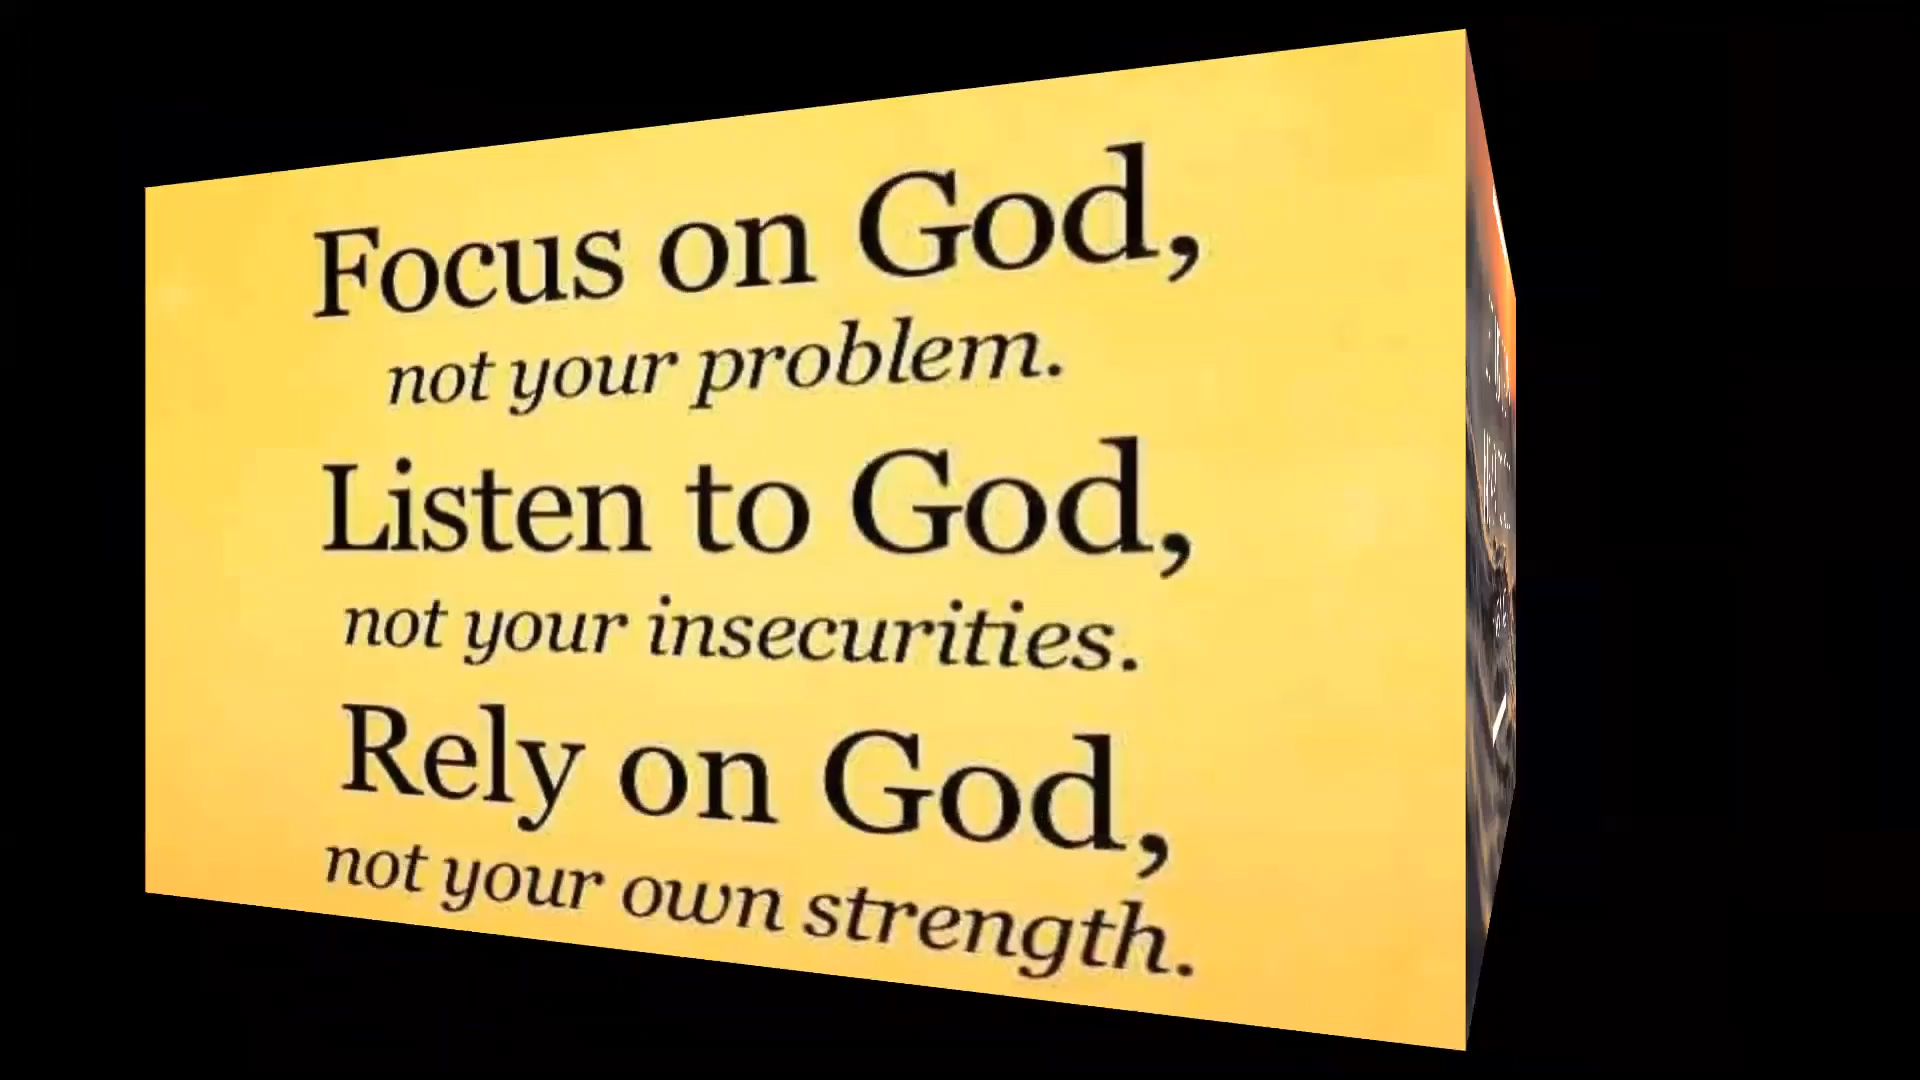 Focus on God,
not your problem.
Listen to God,
not your insecurities.
Rely on God,
not your own strength.